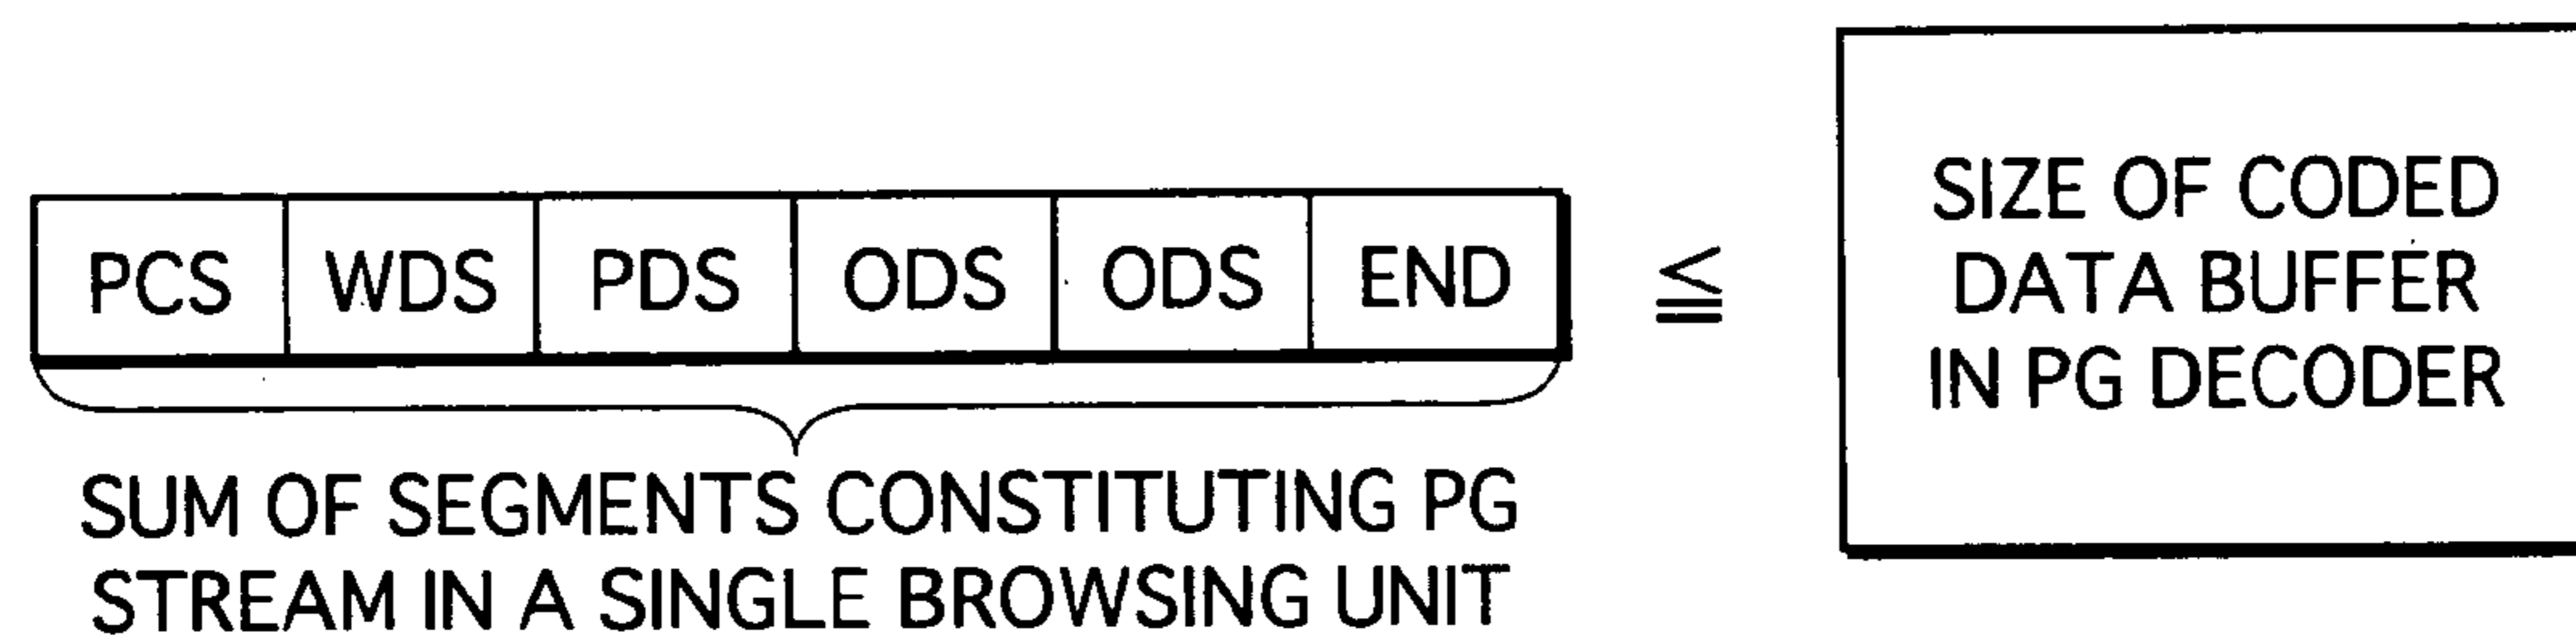 PCS WDS PDS ODS ODS END ≦
SIZE OF CODED
DATA BUFFER
IN PG DECODER
SUM OF SEGMENTS CONSTITUTING PG
STREAM IN A SINGLE BROWSING UNIT